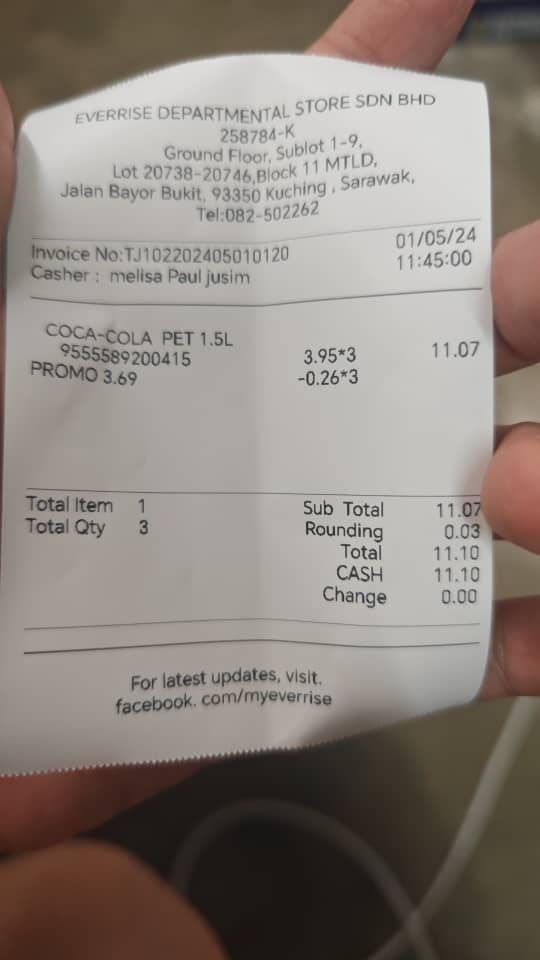 EVERRISE DEPARTMENTAL STORE SDN BHD
258784-K
Ground Floor, Sublot 1-9,
Lot 20738-20746,Block 11 MTLD,
Jalan Bayor Bukit, 93350 Kuching , Sarawak,
Tel:082-502262
Invoice No:TJ102202405010120 01/05/24
Casher : melisa Paul jusim 11:45:00
COCA-COLA PET 1.5L
9555589200415 3.95*3 11.07
PROMO 3.69 -0.26*3
Total Item 1 Sub Total 11.07
Total Qty 3 Rounding 0.03
Total 11.10
CASH 11.10
Change 0.00
For latest updates, visit.
facebook. com/myeverrise